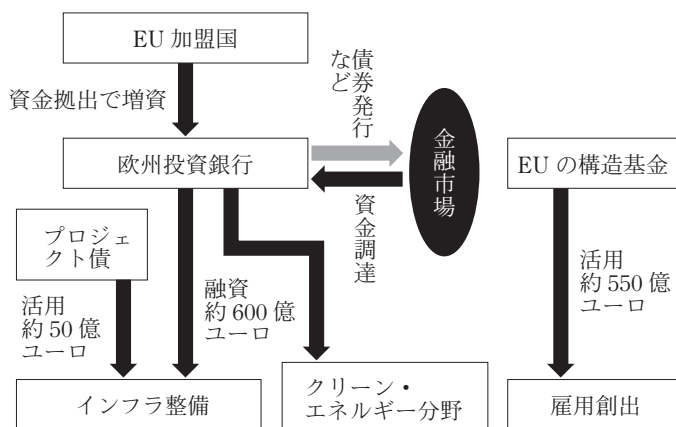 EU 加盟国
資金拠出で増資
債券発行
など
欧州投資銀行
金融市場
資金調達
EU の構造基金
プロジェ
クト債
活用
約 50 億
ユーロ
融資
約 600 億
ユーロ
活用
約 550 億
ユーロ
インフラ整備
クリーン・
エネルギー分野
雇用創出